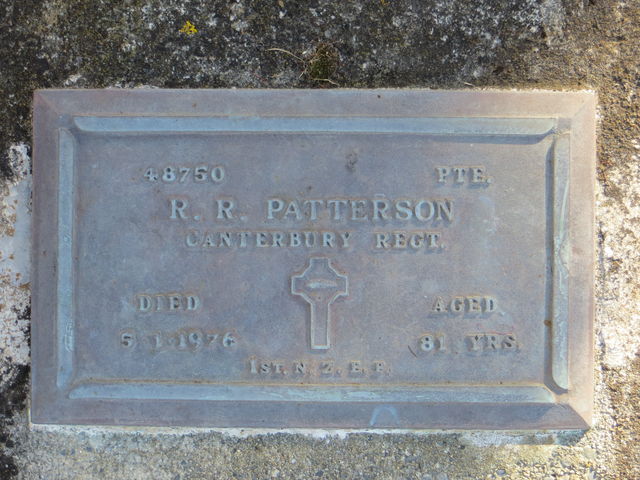 48750 PTE.
R. R. PATTERSON
CANTERBURY REGT.
DIED AGED
5.1.1976 81 YRS.
1ST. N. Z. E. F.